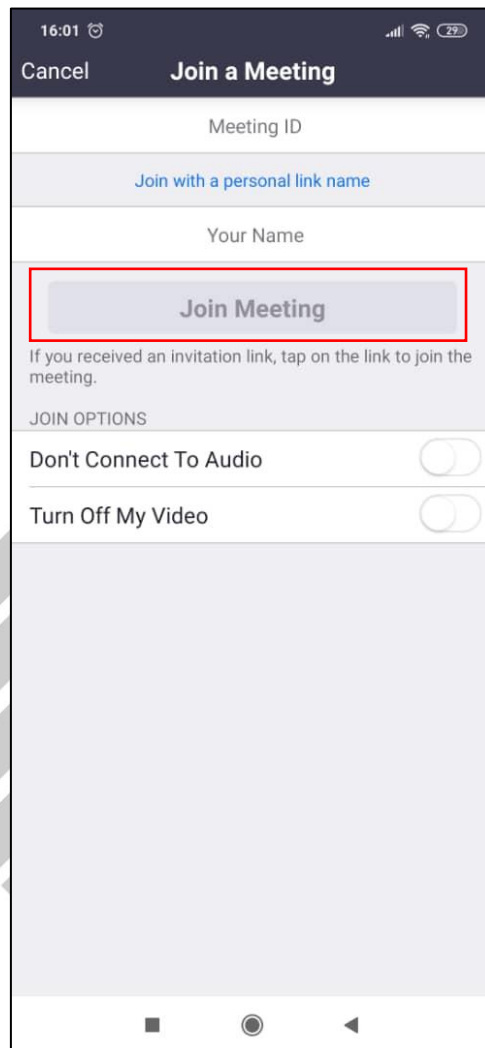 16:01 29
Cancel Join a Meeting
Meeting ID
Join with a personal link name
Your Name
Join Meeting
If you received an invitation link, tap on the link to join the
meeting.
JOIN OPTIONS
Don't Connect To Audio
Turn Off My Video